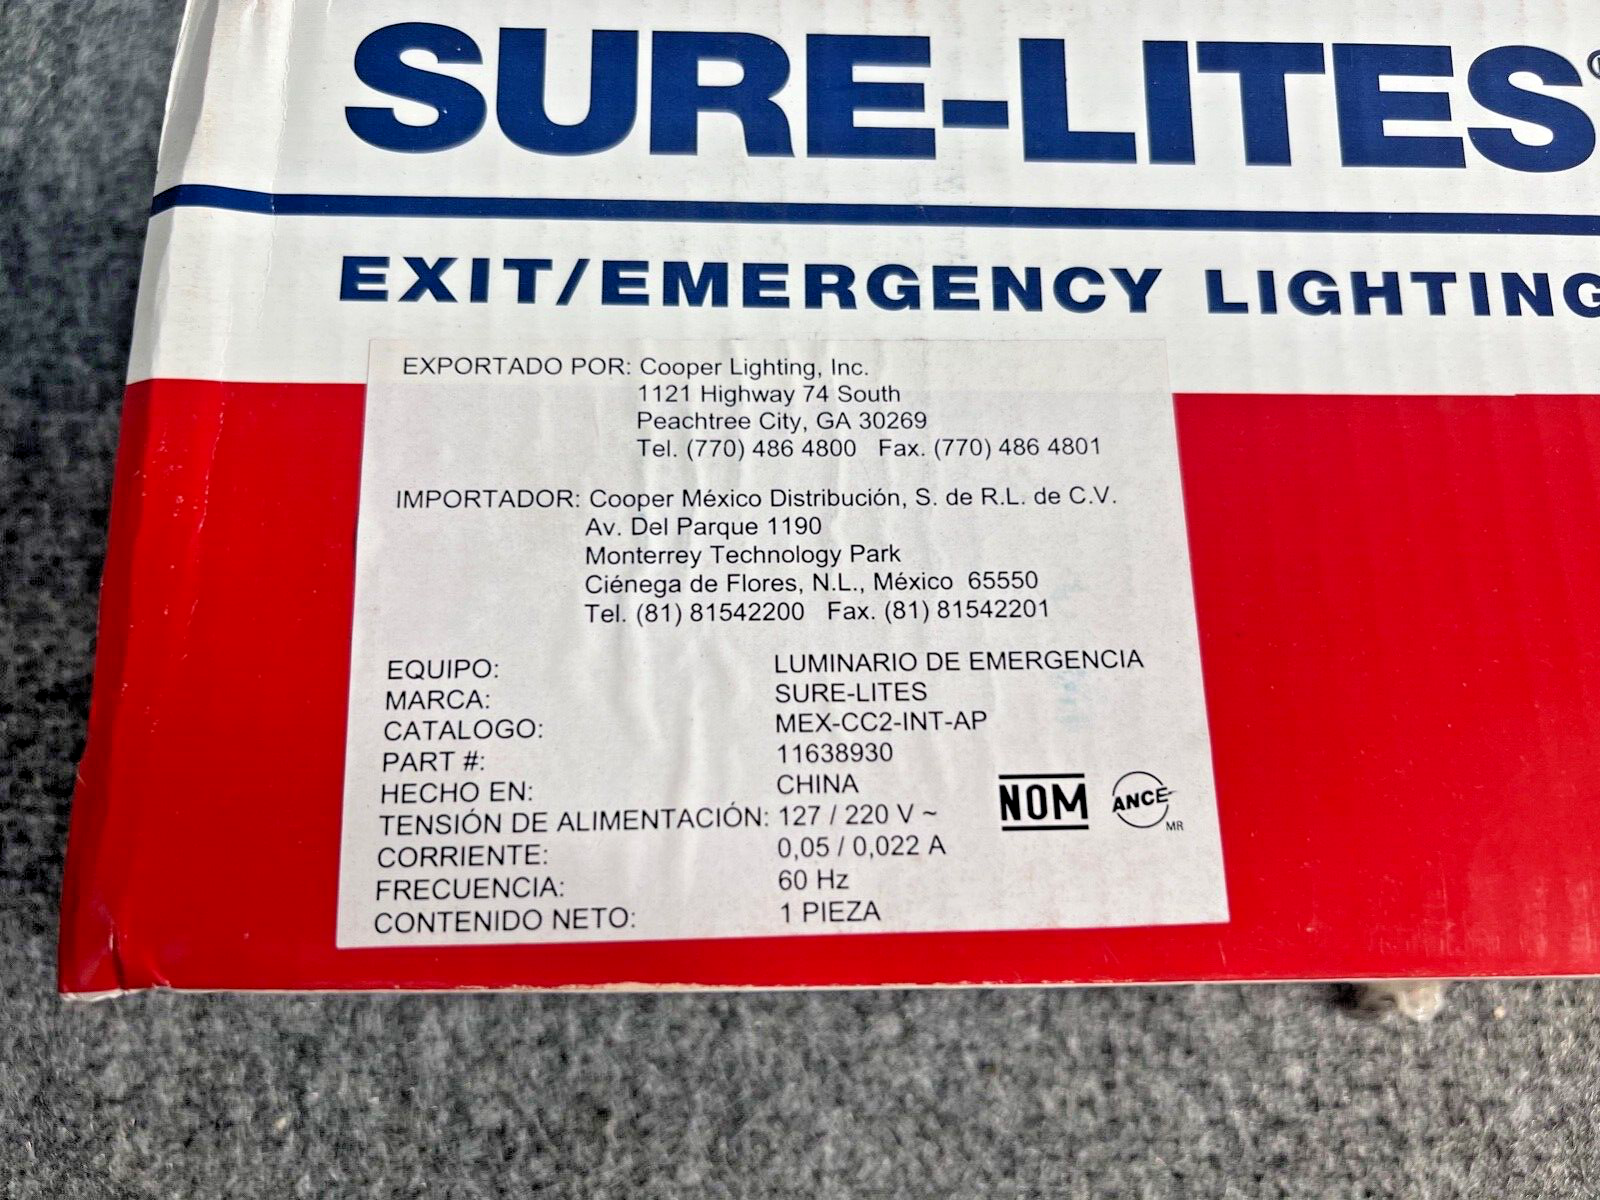 SURE-LITES®
EXIT/EMERGENCY LIGHTING
EXPORTADO POR: Cooper Lighting, Inc.
1121 Highway 74 South
Peachtree City, GA 30269
Tel. (770) 486 4800 Fax. (770) 486 4801
IMPORTADOR: Cooper México Distribución, S. de R.L. de C.V.
Av. Del Parque 1190
Monterrey Technology Park
Ciénega de Flores, N.L., México 65550
Tel. (81) 81542200 Fax. (81) 81542201
EQUIPO: LUMINARIO DE EMERGENCIA
MARCA: SURE-LITES
CATALOGO: MEX-CC2-INT-AP
PART #: 11638930
HECHO EN: CHINA
TENSIÓN DE ALIMENTACIÓN: 127 / 220 V ~
CORRIENTE: 0,05 / 0,022 A
FRECUENCIA: 60 Hz
CONTENIDO NETO: 1 PIEZA
NOM ANCE MR